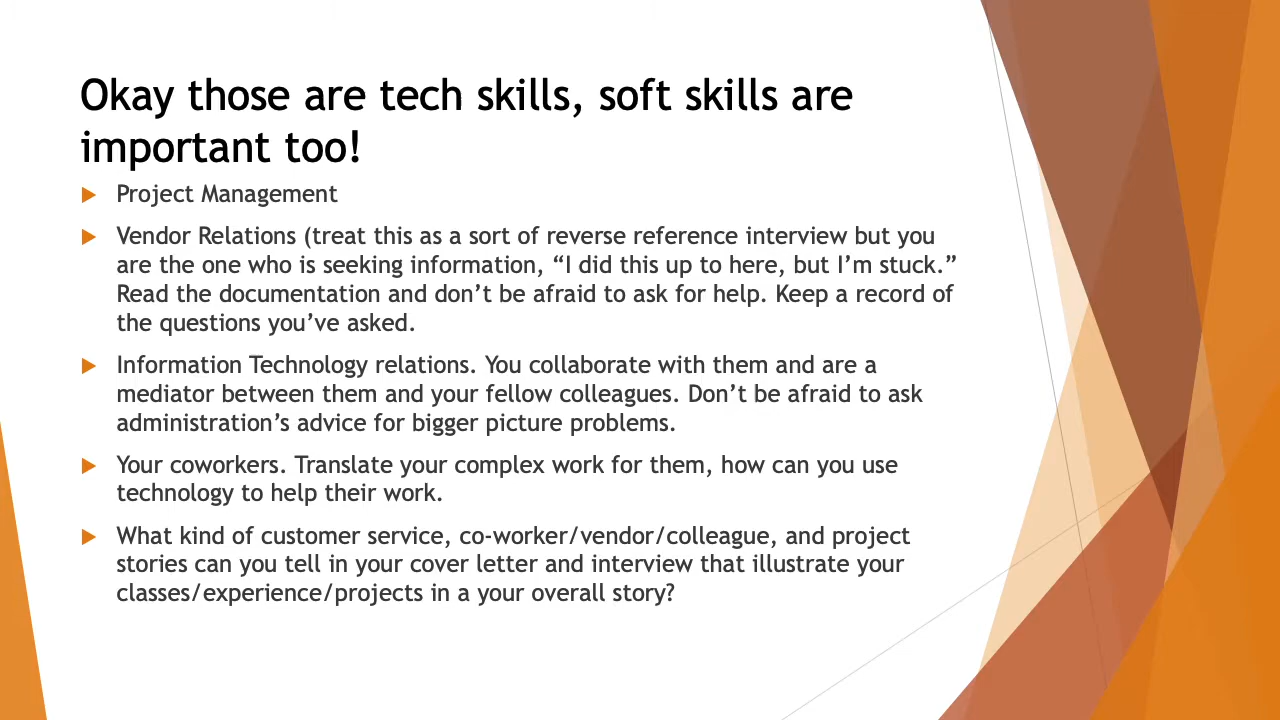 Okay those are tech skills, soft skills are
important too!
Project Management
Vendor Relations (treat this as a sort of reverse reference interview but you
are the one who is seeking information, “I did this up to here, but I’m stuck.”
Read the documentation and don’t be afraid to ask for help. Keep a record of
the questions you’ve asked.
Information Technology relations. You collaborate with them and are a
mediator between them and your fellow colleagues. Don’t be afraid to ask
administration’s advice for bigger picture problems.
Your coworkers. Translate your complex work for them, how can you use
technology to help their work.
What kind of customer service, co-worker/vendor/colleague, and project
stories can you tell in your cover letter and interview that illustrate your
classes/experience/projects in a your overall story?